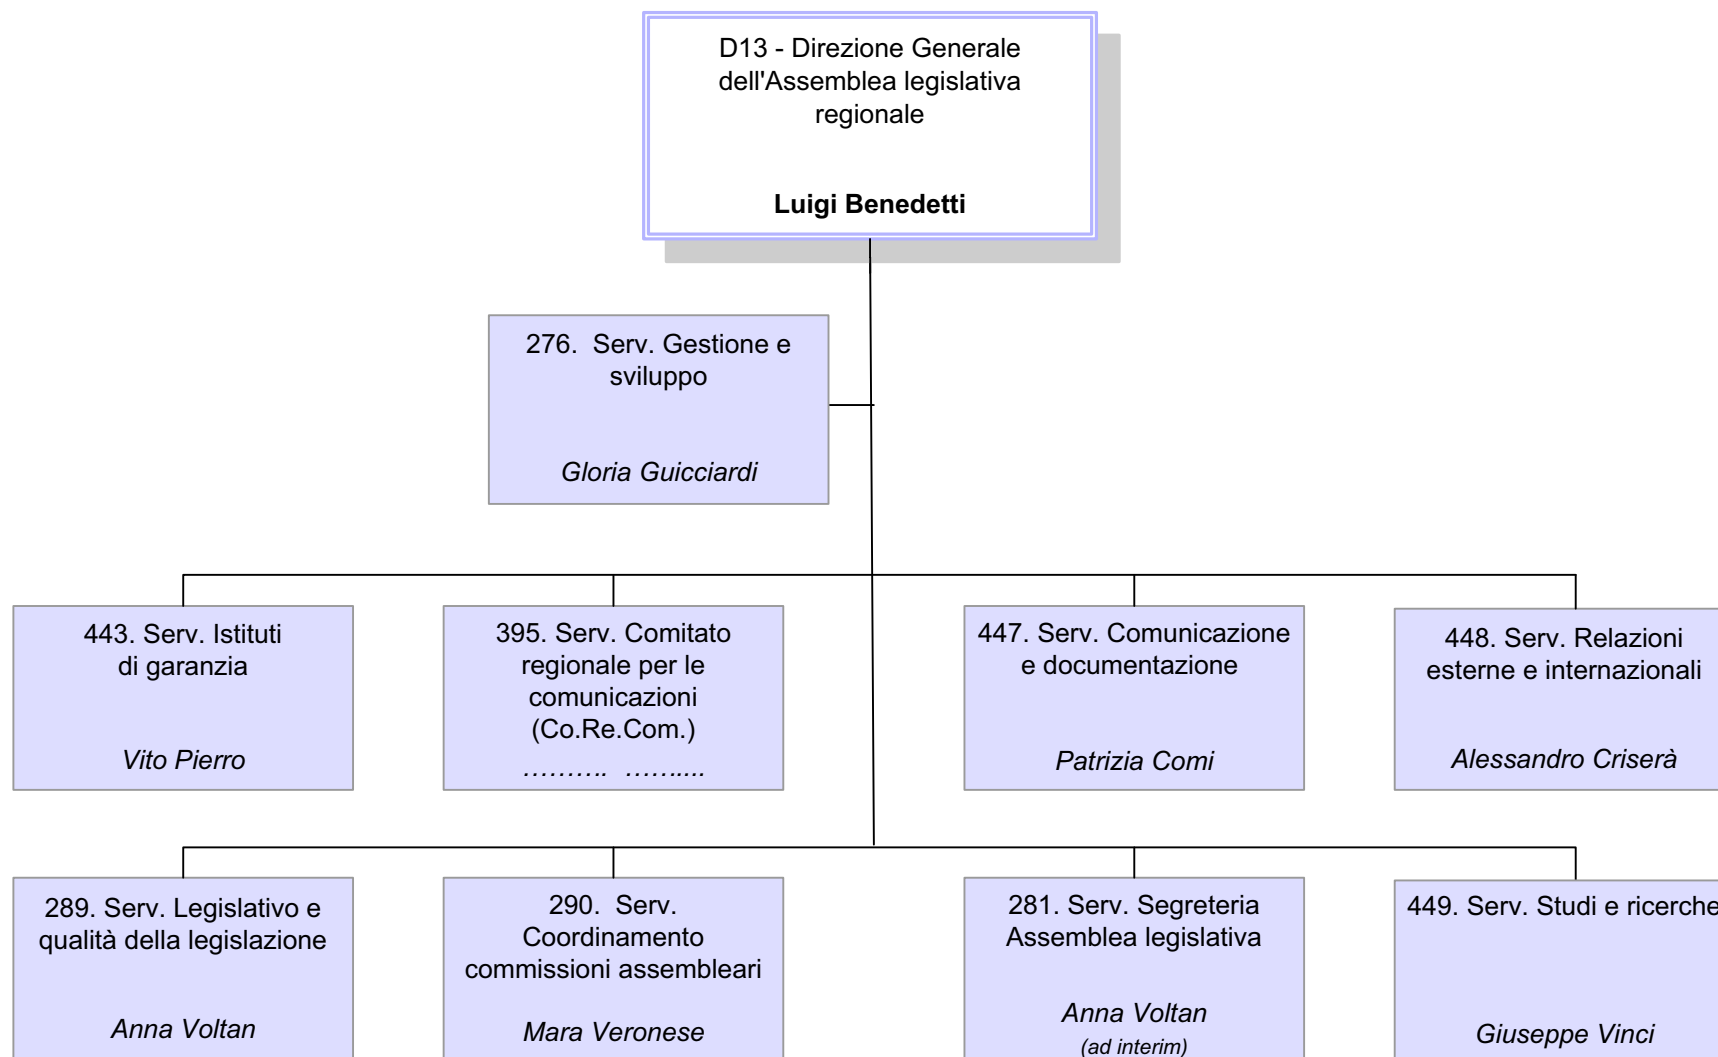 D13 - Direzione Generale
dell'Assemblea legislativa
regionale
Luigi Benedetti
276.  Serv. Gestione e
sviluppo
Gloria Guicciardi
443. Serv. Istituti
di garanzia
Vito Pierro
395. Serv. Comitato
regionale per le
comunicazioni
(Co.Re.Com.)
……….  ……....
447. Serv. Comunicazione
e documentazione
Patrizia Comi
448. Serv. Relazioni
esterne e internazionali
Alessandro Criserà
289. Serv. Legislativo e
qualità della legislazione
Anna Voltan
290.  Serv.
Coordinamento
commissioni assembleari
Mara Veronese
281. Serv. Segreteria
Assemblea legislativa
Anna Voltan
(ad interim)
449. Serv. Studi e ricerche
Giuseppe Vinci